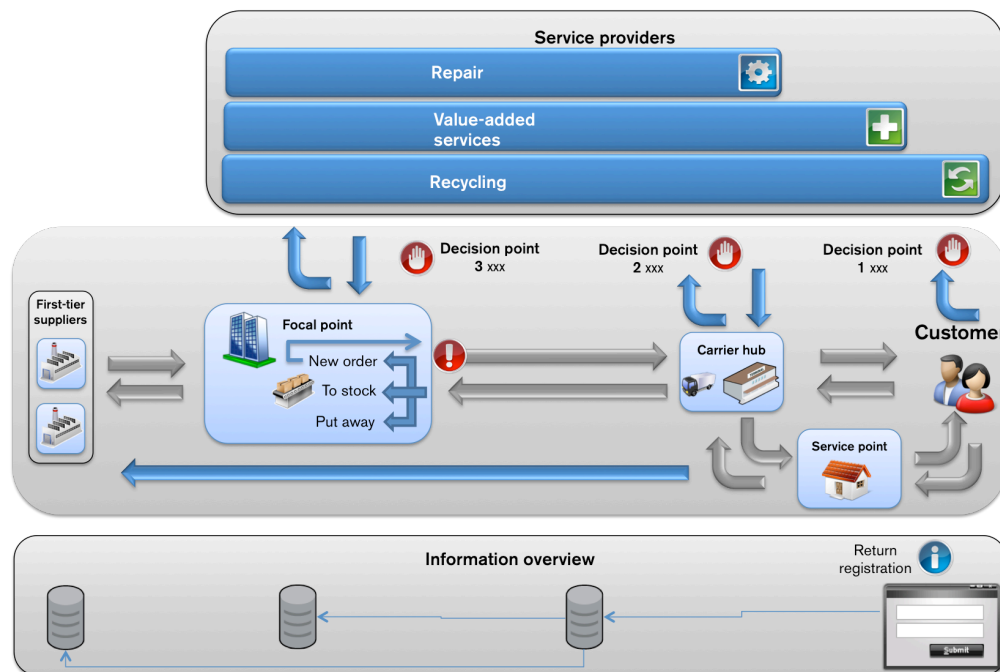 Service providers
Repair
Value-added
services
Recycling
Decision point
3 xxx
Decision point
2 xxx
Decision point
1 xxx
First-tier
suppliers
Focal point
New order
To stock
Put away
Carrier hub
Customer
Service point
Information overview
Return
registration
Submit